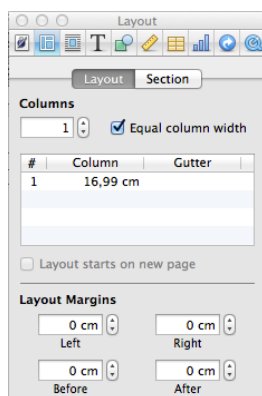 Layout
T
Layout Section
Columns
1 Equal column width
# Column Gutter
1 16,99 cm
Layout starts on new page
Layout Margins
0 cm 0 cm
Left Right
0 cm 0 cm
Before After